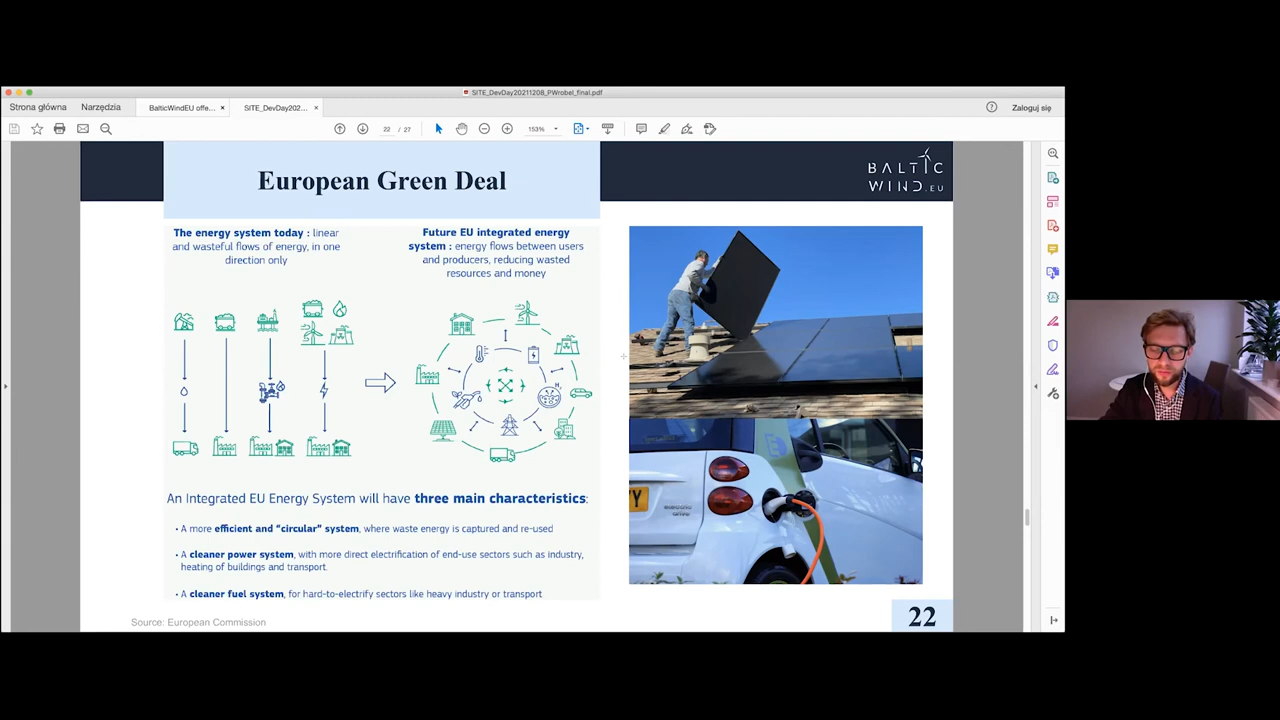 SITE_DevDay20211208_PWrobel_final.pdf
Strona główna
Narzędzia
BalticWindEU offe... ×
SITE_DevDay202... ×
Zaloguj się
22 / 27
153%
European Green Deal
BALTIC
WIND.EU
The energy system today : linear
and wasteful flows of energy, in one
direction only
Future EU integrated energy
system : energy flows between users
and producers, reducing wasted
resources and money
H₂
An Integrated EU Energy System will have three main characteristics:
• A more efficient and “circular” system, where waste energy is captured and re-used
• A cleaner power system, with more direct electrification of end-use sectors such as industry,
heating of buildings and transport.
• A cleaner fuel system, for hard-to-electrify sectors like heavy industry or transport
Source: European Commission
22